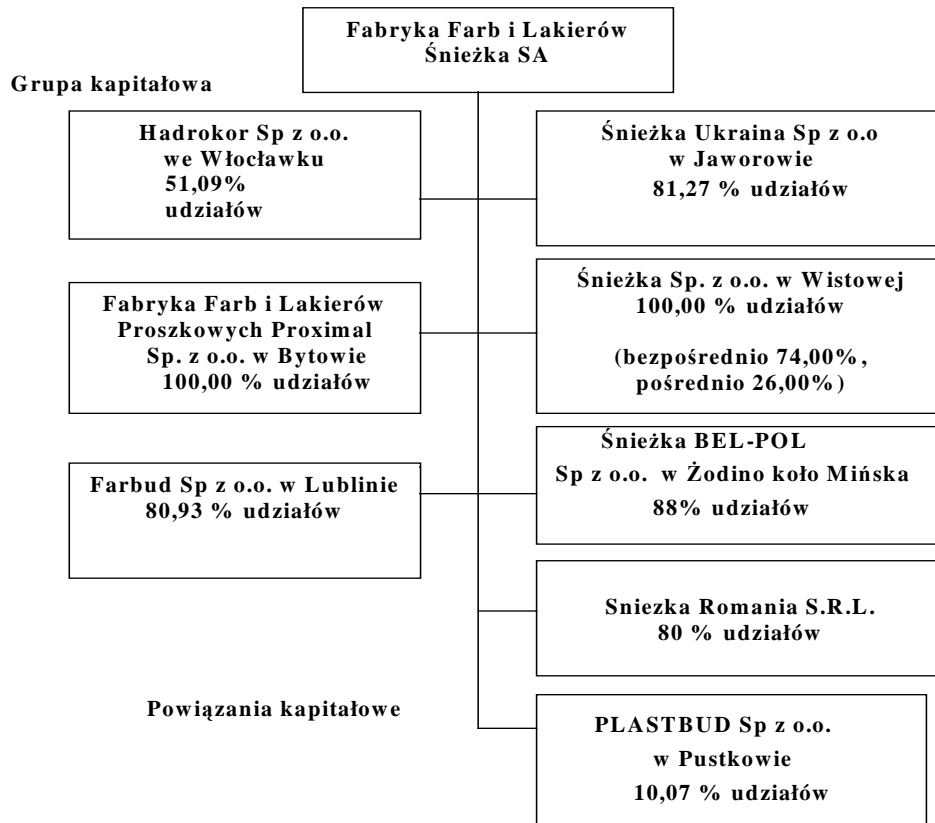 Fabryka Farb i Lakierów
Śnieżka SA
Grupa kapitałowa
Hadrokor Sp z o.o.
we Włocławku
51,09%
udziałów
Śnieżka Ukraina Sp z o.o
w Jaworowie
81,27 % udziałów
Fabryka Farb i Lakierów
Proszkowych Proximal
Sp. z o.o. w Bytowie
100,00 % udziałów
Śnieżka Sp. z o.o. w Wistowej
100,00 % udziałów
(bezpośrednio 74,00%,
pośrednio 26,00%)
Farbud Sp z o.o. w Lublinie
80,93 % udziałów
Śnieżka BEL-POL
Sp z o.o. w Żodino koło Mińska
88% udziałów
Sniezka Romania S.R.L.
80 % udziałów
Powiązania kapitałowe
PLASTBUD Sp z o.o.
w Pustkowie
10,07 % udziałów